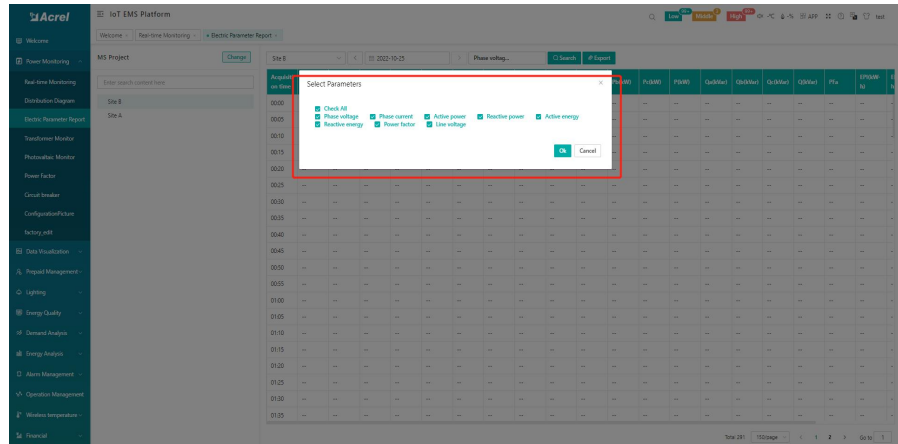 Acrel
IoT EMS Platform
Low
Middle
High
APP
test
Welcome
Welcome
Real-time Monitoring
Electric Parameter Report
Power Monitoring
MS Project
Change
Site B
2022-10-25
Phase voltag...
Search
Export
Real-time Monitoring
Enter search content here
Distribution Diagram
Site B
Electric Parameter Report
Site A
Transformer Monitor
Photovoltaic Monitor
Power Factor
Circuit breaker
ConfigurationPicture
factory_edit
Data Visualization
Prepaid Management
Lighting
Energy Quality
Demand Analysis
Energy Analysis
Alarm Management
Operation Management
Wireless temperature
Financial
Select Parameters
Check All
Phase voltage Phase current Active power Reactive power Active energy
Reactive energy Power factor Line voltage
Ok Cancel
Pc(kW) P(kW) Qa(kVar) Qb(kVar) Qc(kVar) Q(kVar)
00:00
00:05
00:10
00:15
00:20
00:25
00:30
00:35
00:40
00:45
00:50
00:55
01:00
01:05
01:10
01:15
01:20
01:25
01:30
01:35
Total 291
150/page
1 2
Go to 1